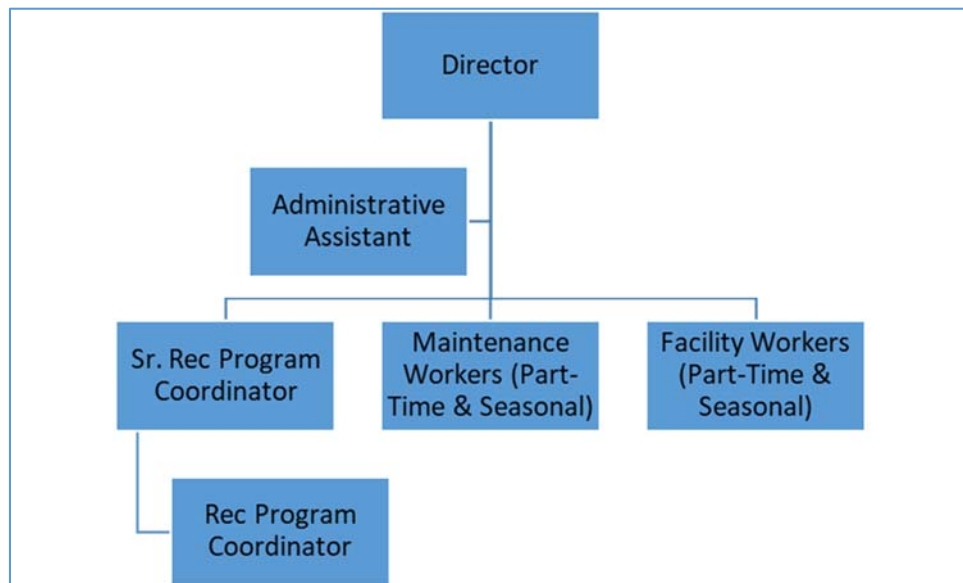 Director
Administrative
Assistant
Sr. Rec Program
Coordinator
Maintenance
Workers (Part-
Time & Seasonal)
Facility Workers
(Part-Time &
Seasonal)
Rec Program
Coordinator